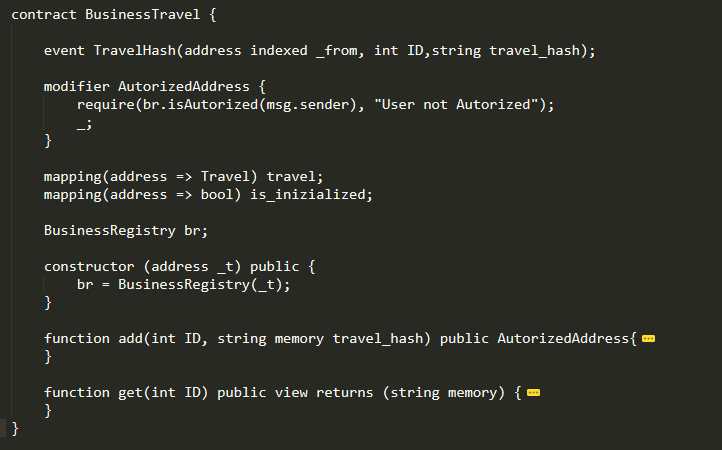 contract BusinessTravel {
event TravelHash(address indexed _from, int ID,string travel_hash);
modifier AutorizedAddress {
require(br.isAutorized(msg.sender), "User not Autorized");
_;
}
mapping(address => Travel) travel;
mapping(address => bool) is_inizialized;
BusinessRegistry br;
constructor (address _t) public {
br = BusinessRegistry(_t);
}
function add(int ID, string memory travel_hash) public AutorizedAddress{
}
function get(int ID) public view returns (string memory) {
}
}